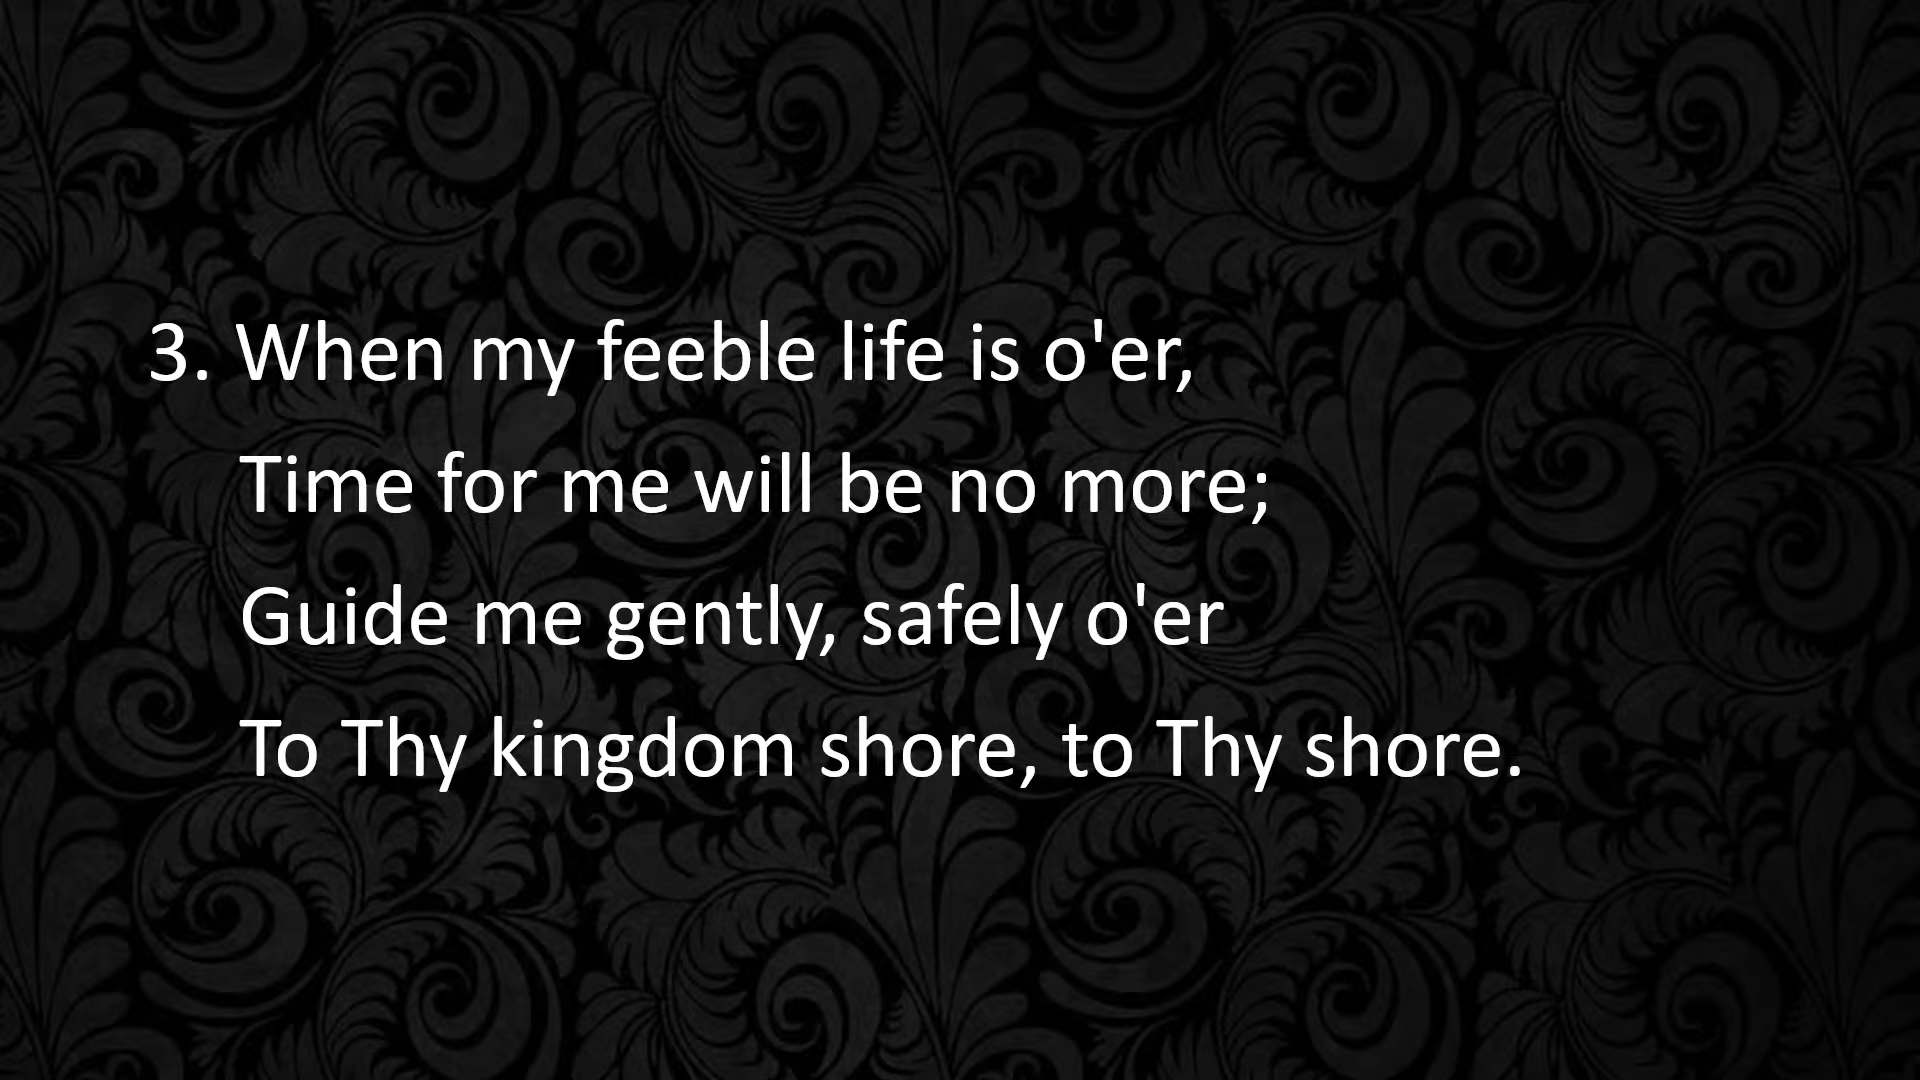 3. When my feeble life is o'er,
Time for me will be no more;
Guide me gently, safely o'er
To Thy kingdom shore, to Thy shore.